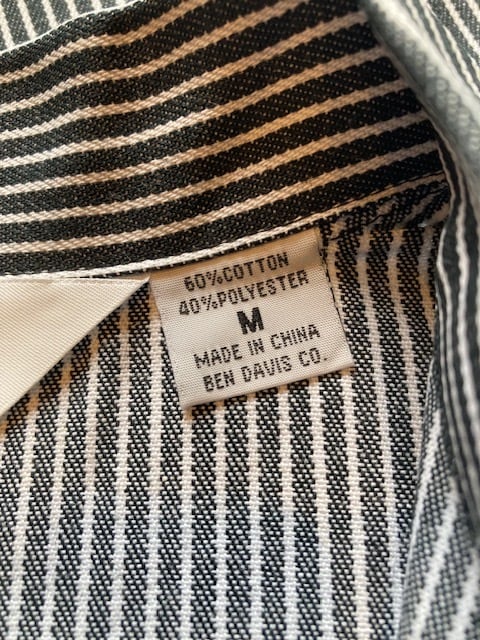 60%COTTON
40%POLYESTER
M
MADE IN CHINA
BEN DAVIS CO.